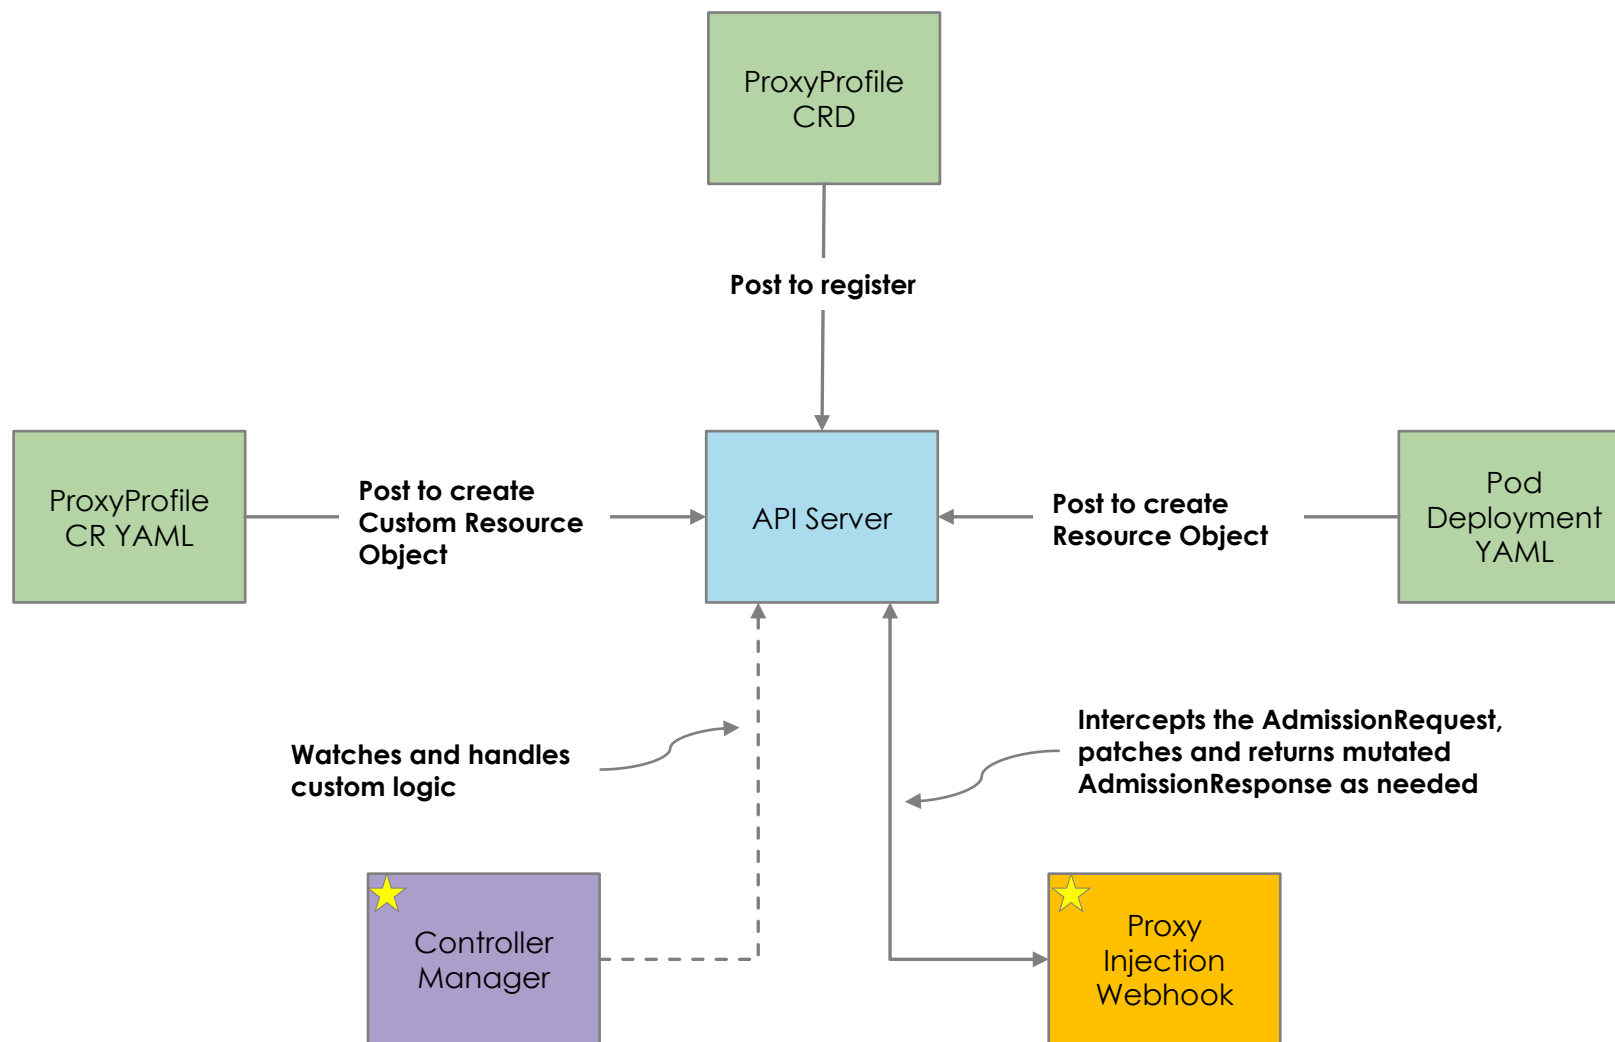 ProxyProfile
CRD
Post to register
ProxyProfile
CR YAML
Post to create
Custom Resource
Object
API Server
Post to create
Resource Object
Pod
Deployment
YAML
Watches and handles
custom logic
Intercepts the AdmissionRequest,
patches and returns mutated
AdmissionResponse as needed
Controller
Manager
Proxy
Injection
Webhook